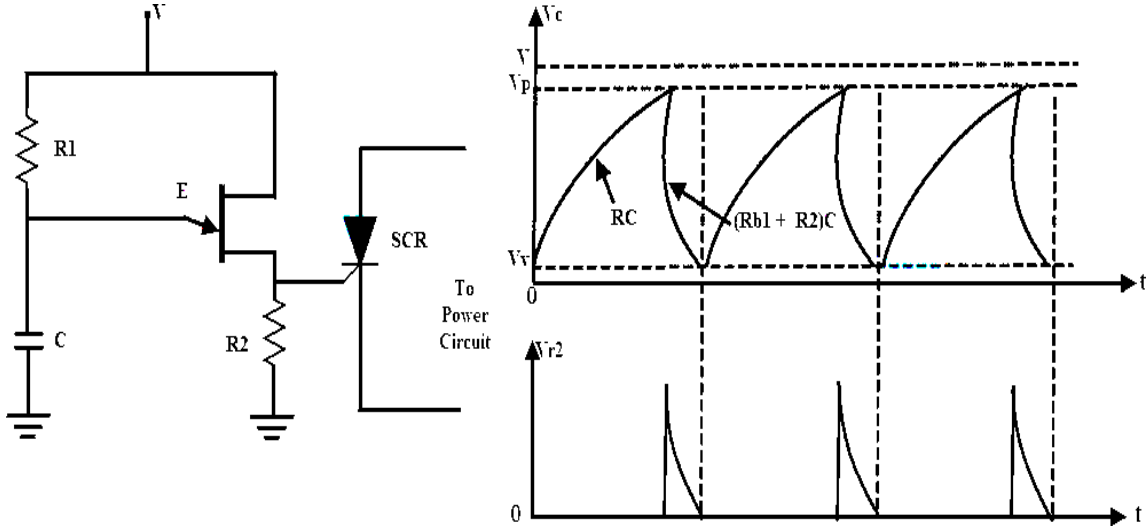 V
R1
E
SCR
C
R2
To
Power
Circuit
Vc
V
Vp
RC
(Rb1 + R2)C
Vv
0
t
Vr2
0
t